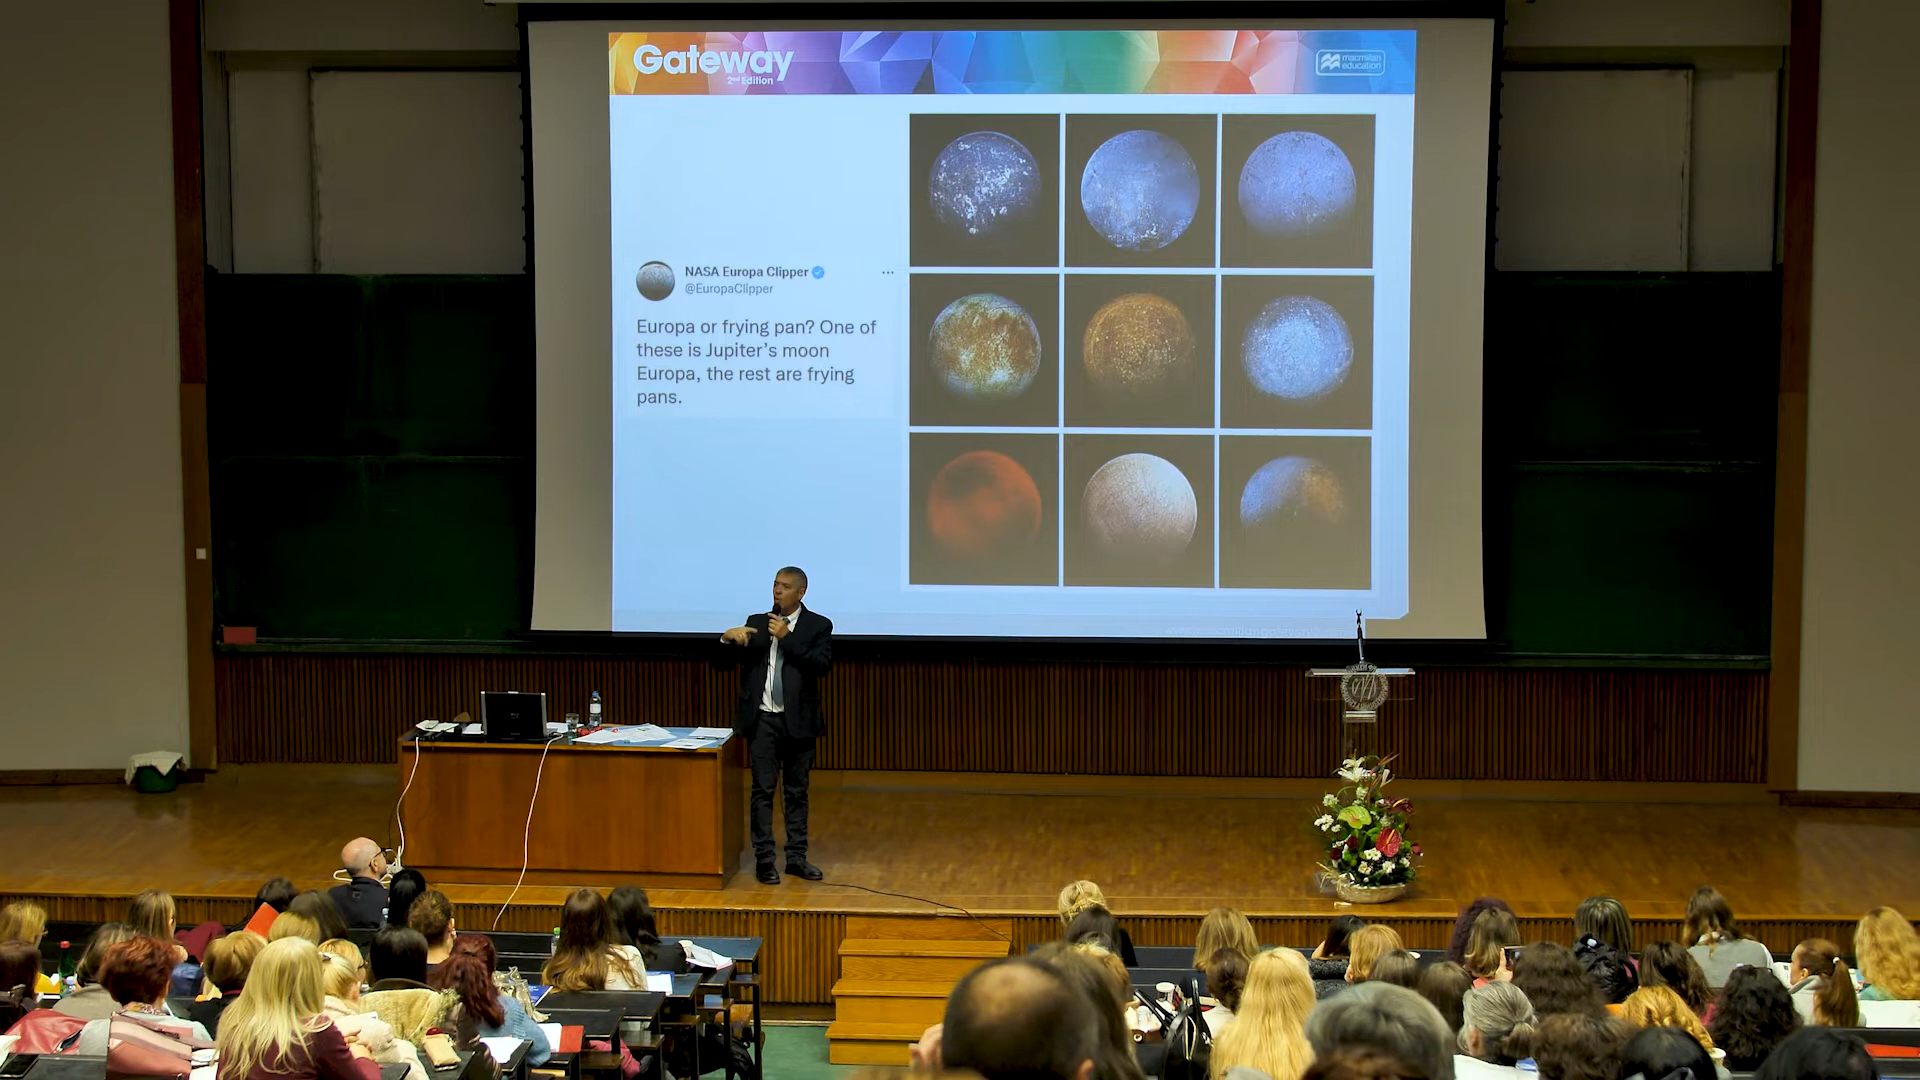 Gateway
2nd Edition
macmillan
education
NASA Europa Clipper
@EuropaClipper
Europa or frying pan? One of
these is Jupiter's moon
Europa, the rest are frying
pans.